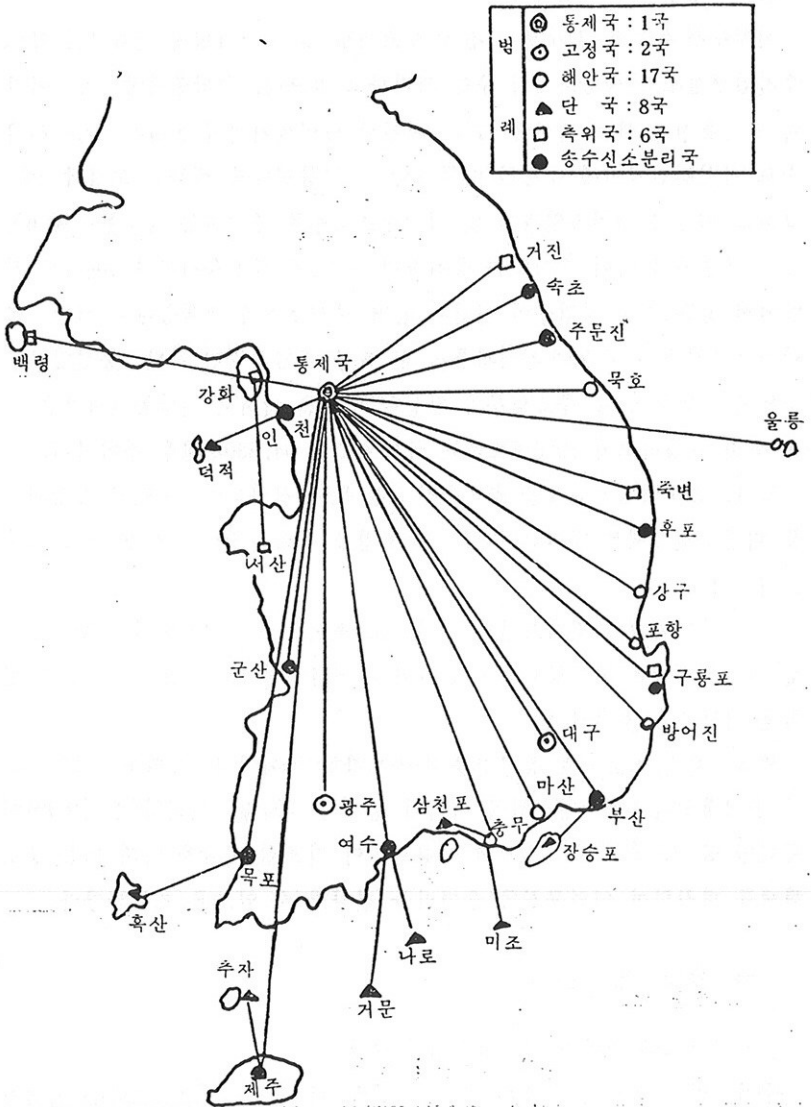 범
례
통제국 : 1국
고정국 : 2국
해안국 : 17국
단 국 : 8국
측위국 : 6국
송수신소분리국
거진
속초
주문진
백령
통제국
묵호
강화
울릉
인 천
덕적
죽변
후포
서산
강구
포항
군산
구룡포
대구
방어진
마산
광주
삼천포
부산
여수
충무
장승포
목포
흑산
미조
나로
추자
거문
제주